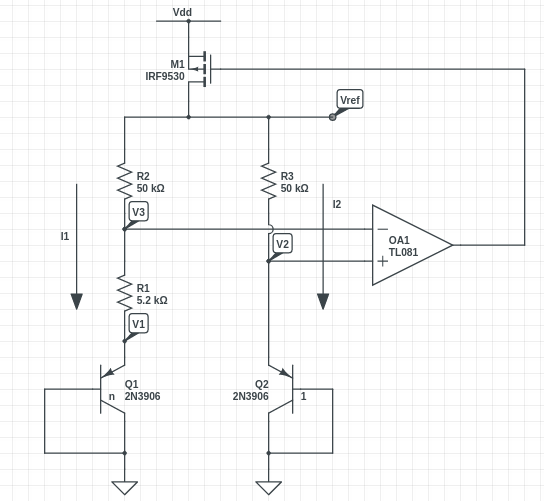 Vdd
M1
IRF9530
Vref
R2
50 kΩ
R3
50 kΩ
V3
I2
I1
V2
OA1
TL081
R1
5.2 kΩ
V1
Q1
n 2N3906
Q2
2N3906 1